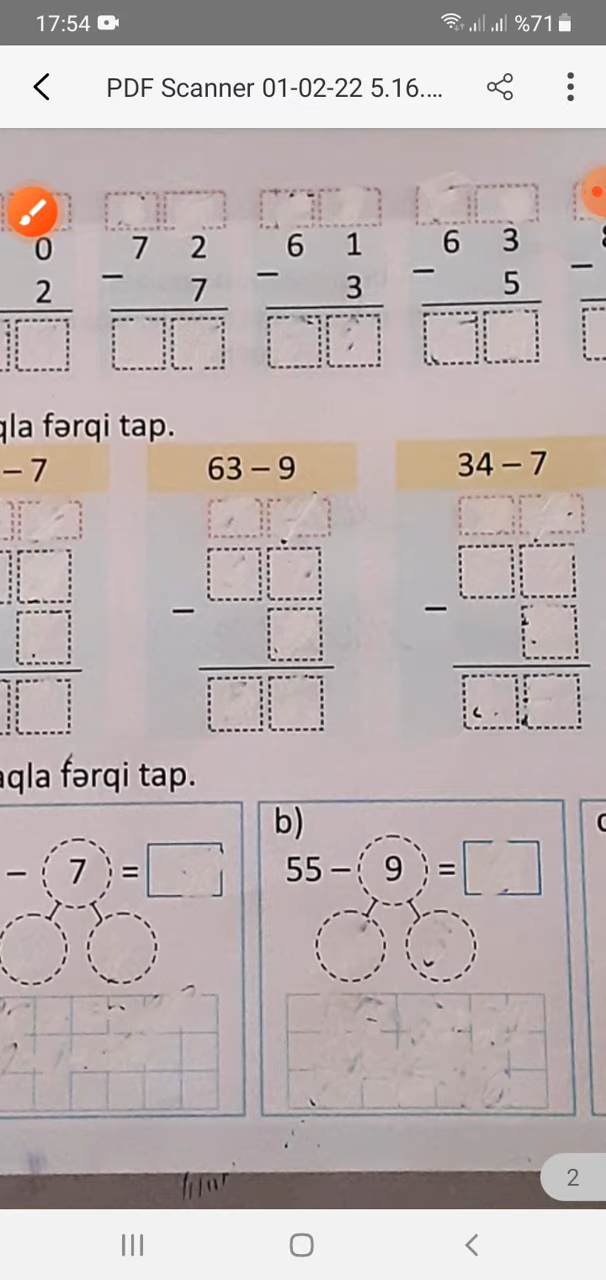 17:54 %71
PDF Scanner 01-02-22 5.16....
0 7 2 6 1 6 3
2 − 7 − 3 − 5 −
qla fərqi tap.
– 7 63 – 9 34 – 7
− −
aqla fərqi tap.
b)
− 7 = 55 – 9 =
2